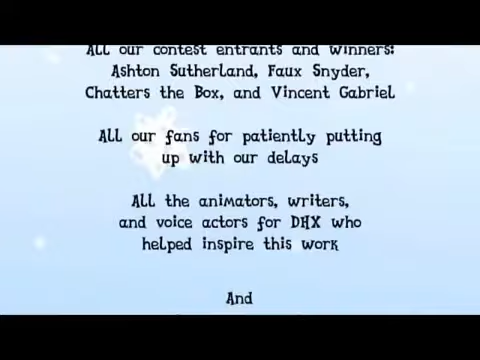 All our contest entrants and winners:
Ashton Sutherland, Faux Snyder,
Chatters the Box, and Vincent Gabriel
All our fans for patiently putting
up with our delays
All the animators, writers,
and voice actors for DHX who
helped inspire this work
And